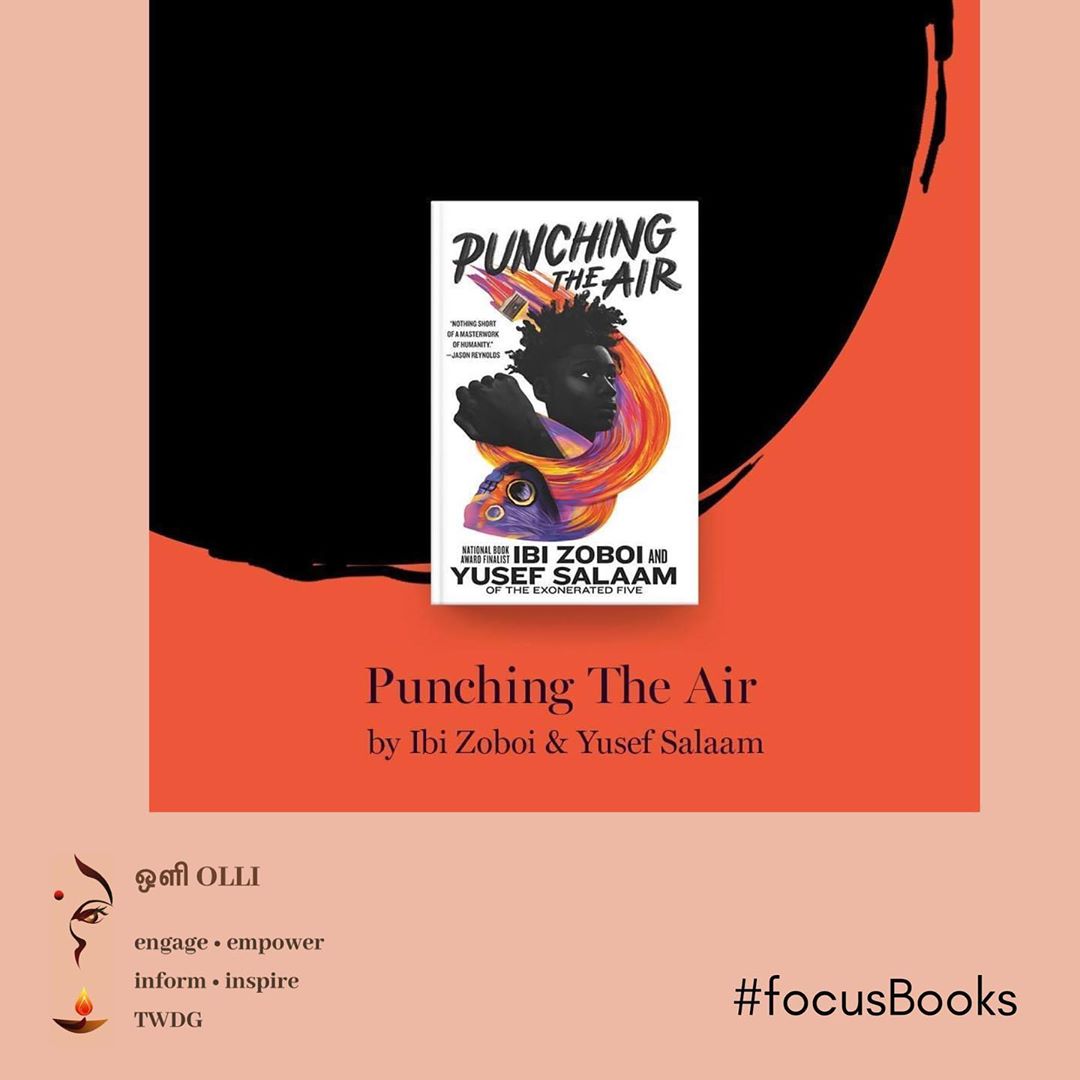 PUNCHING
THE AIR
"NOTHING SHORT
OF A MASTERWORK
OF HUMANITY."
—JASON REYNOLDS
NATIONAL BOOK
AWARD FINALIST IBI ZOBOI AND
YUSEF SALAAM
OF THE EXONERATED FIVE
Punching The Air
by Ibi Zoboi & Yusef Salaam
ஒளி OLLI
engage • empower
inform • inspire
TWDG
#focusBooks